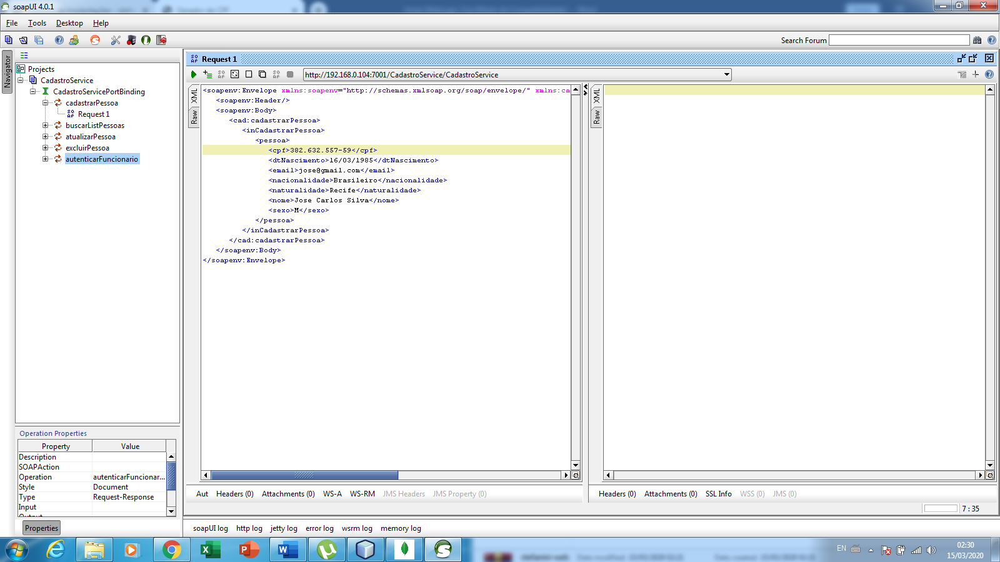 soapUI 4.0.1
File Tools Desktop Help
Search Forum
Navigator
Projects
CadastroService
CadastroServicePortBinding
cadastrarPessoa
Request 1
buscarListPessoas
atualizarPessoa
excluirPessoa
autenticarFuncionario
Operation Properties
Property Value
Description
SOAPAction
Operation autenticarFuncionar...
Style Document
Type Request-Response
Input
Output
Properties
SO AP Request 1
http://192.168.0.104:7001/CadastroService/CadastroService
XML
Raw
<soapenv:Envelope xmlns:soapenv="http://schemas.xmlsoap.org/soap/envelope/" xmlns:ca
<soapenv:Header/>
<soapenv:Body>
<cad:cadastrarPessoa>
<inCadastrarPessoa>
<pessoa>
<cpf>382.632.557-59</cpf>
<dtNascimento>16/03/1985</dtNascimento>
<email>jose@gmail.com</email>
<nacionalidade>Brasileiro</nacionalidade>
<naturalidade>Recife</naturalidade>
<nome>Jose Carlos Silva</nome>
<sexo>M</sexo>
</pessoa>
</inCadastrarPessoa>
</cad:cadastrarPessoa>
</soapenv:Body>
</soapenv:Envelope>
XML
Raw
Aut Headers (0) Attachments (0) WS-A WS-RM JMS Headers JMS Property (0)
Headers (0) Attachments (0) SSL Info WSS (0) JMS (0)
7 : 35
soapUI log http log jetty log error log wsrm log memory log
EN
02:30
15/03/2020